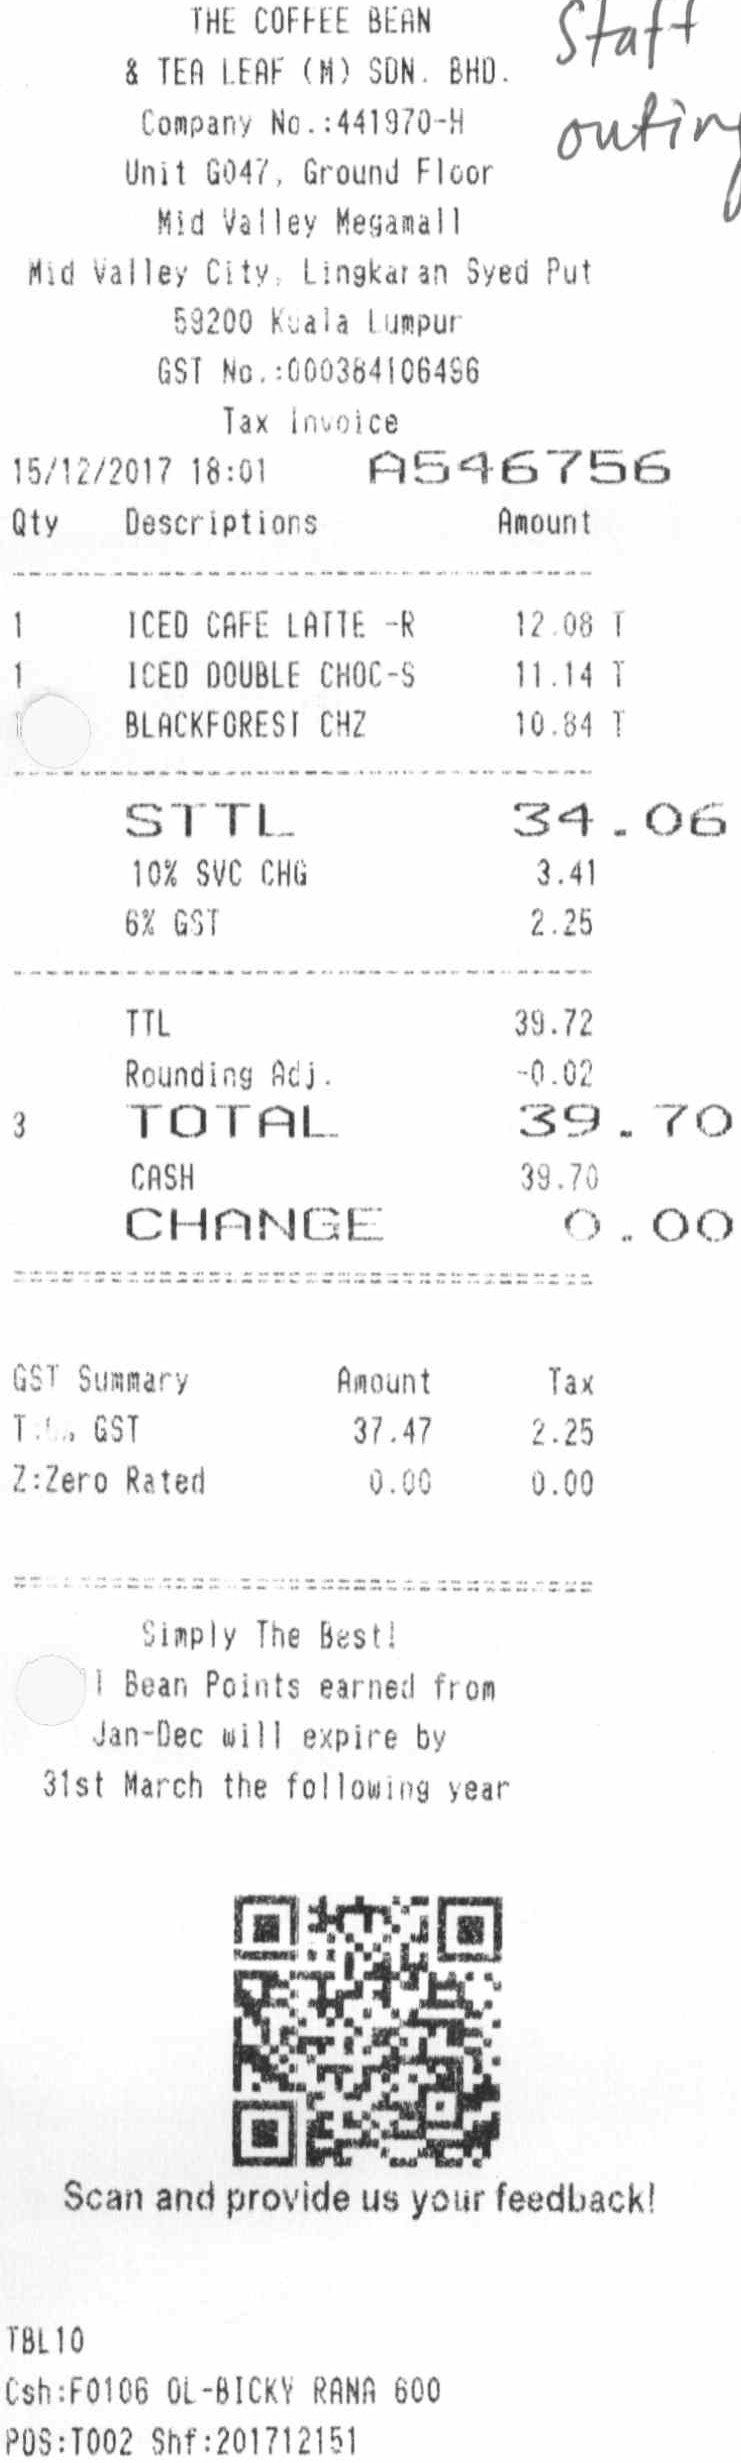 THE COFFEE BEAN
& TEA LEAF (M) SDN. BHD.
Staff
outing
Company No.:441970-H
Unit G047, Ground Floor
Mid Valley Megamall
Mid Valley City, Lingkaran Syed Put
59200 Kuala Lumpur
GST No.:000384106496
Tax Invoice
15/12/2017 18:01 A546756
Qty Descriptions Amount
1 ICED CAFE LATTE -R 12.08 T
1 ICED DOUBLE CHOC-S 11.14 T
BLACKFOREST CHZ 10.84 T
STTL 34.06
10% SVC CHG 3.41
6% GST 2.25
TTL 39.72
Rounding Adj. -0.02
3 TOTAL 39.70
CASH 39.70
CHANGE 0.00
GST Summary Amount Tax
T: GST 37.47 2.25
Z:Zero Rated 0.00 0.00
Simply The Best!
Bean Points earned from
Jan-Dec will expire by
31st March the following year
Scan and provide us your feedback!
TBL10
Csh:F0106 OL-BICKY RANA 600
POS:T002 Shf:201712151